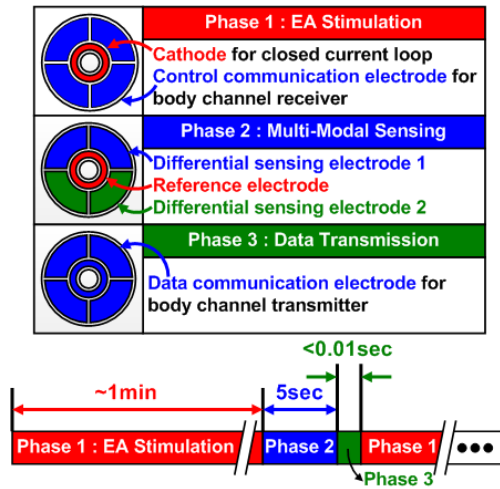 Phase 1 : EA Stimulation
Cathode for closed current loop
Control communication electrode for
body channel receiver
Phase 2 : Multi-Modal Sensing
Differential sensing electrode 1
Reference electrode
Differential sensing electrode 2
Phase 3 : Data Transmission
Data communication electrode for
body channel transmitter
<0.01sec
~1min
5sec
Phase 1 : EA Stimulation
Phase 2
Phase 1
Phase 3